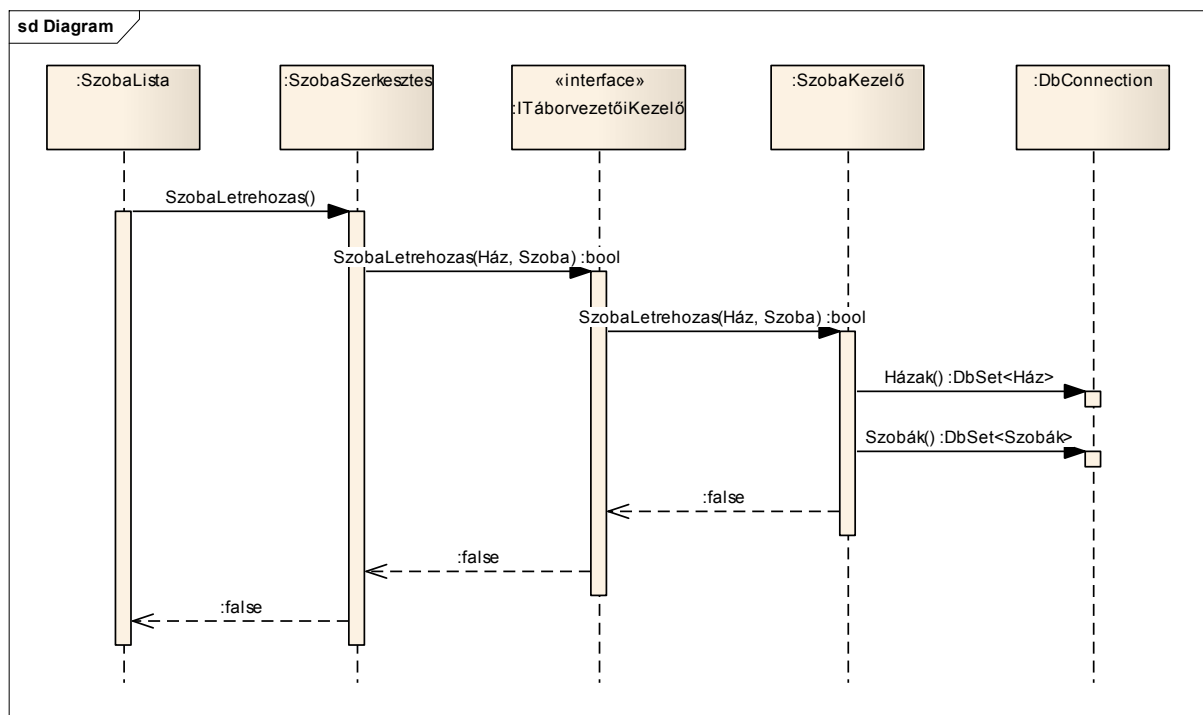 sd Diagram
:SzobaLista
:SzobaSzerkesztes
«interface»
:ITáborvezetőiKezelő
:SzobaKezelő
:DbConnection
SzobaLetrehozas()
SzobaLetrehozas(Ház, Szoba) :bool
SzobaLetrehozas(Ház, Szoba) :bool
Házak() :DbSet<Ház>
Szobák() :DbSet<Szobák>
:false
:false
:false